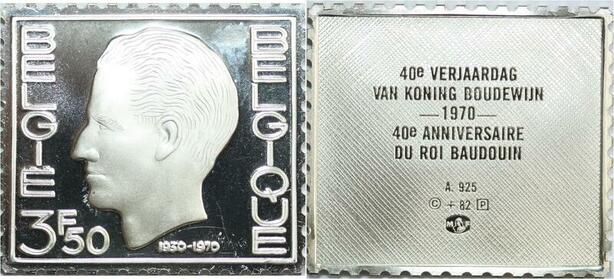 BELGIE
BELGIQUE
3F50
1930-1970
40e VERJAARDAG
VAN KONING BOUDEWIJN
—1970—
40e ANNIVERSAIRE
DU ROI BAUDOUIN
A. 925
© + 82 P